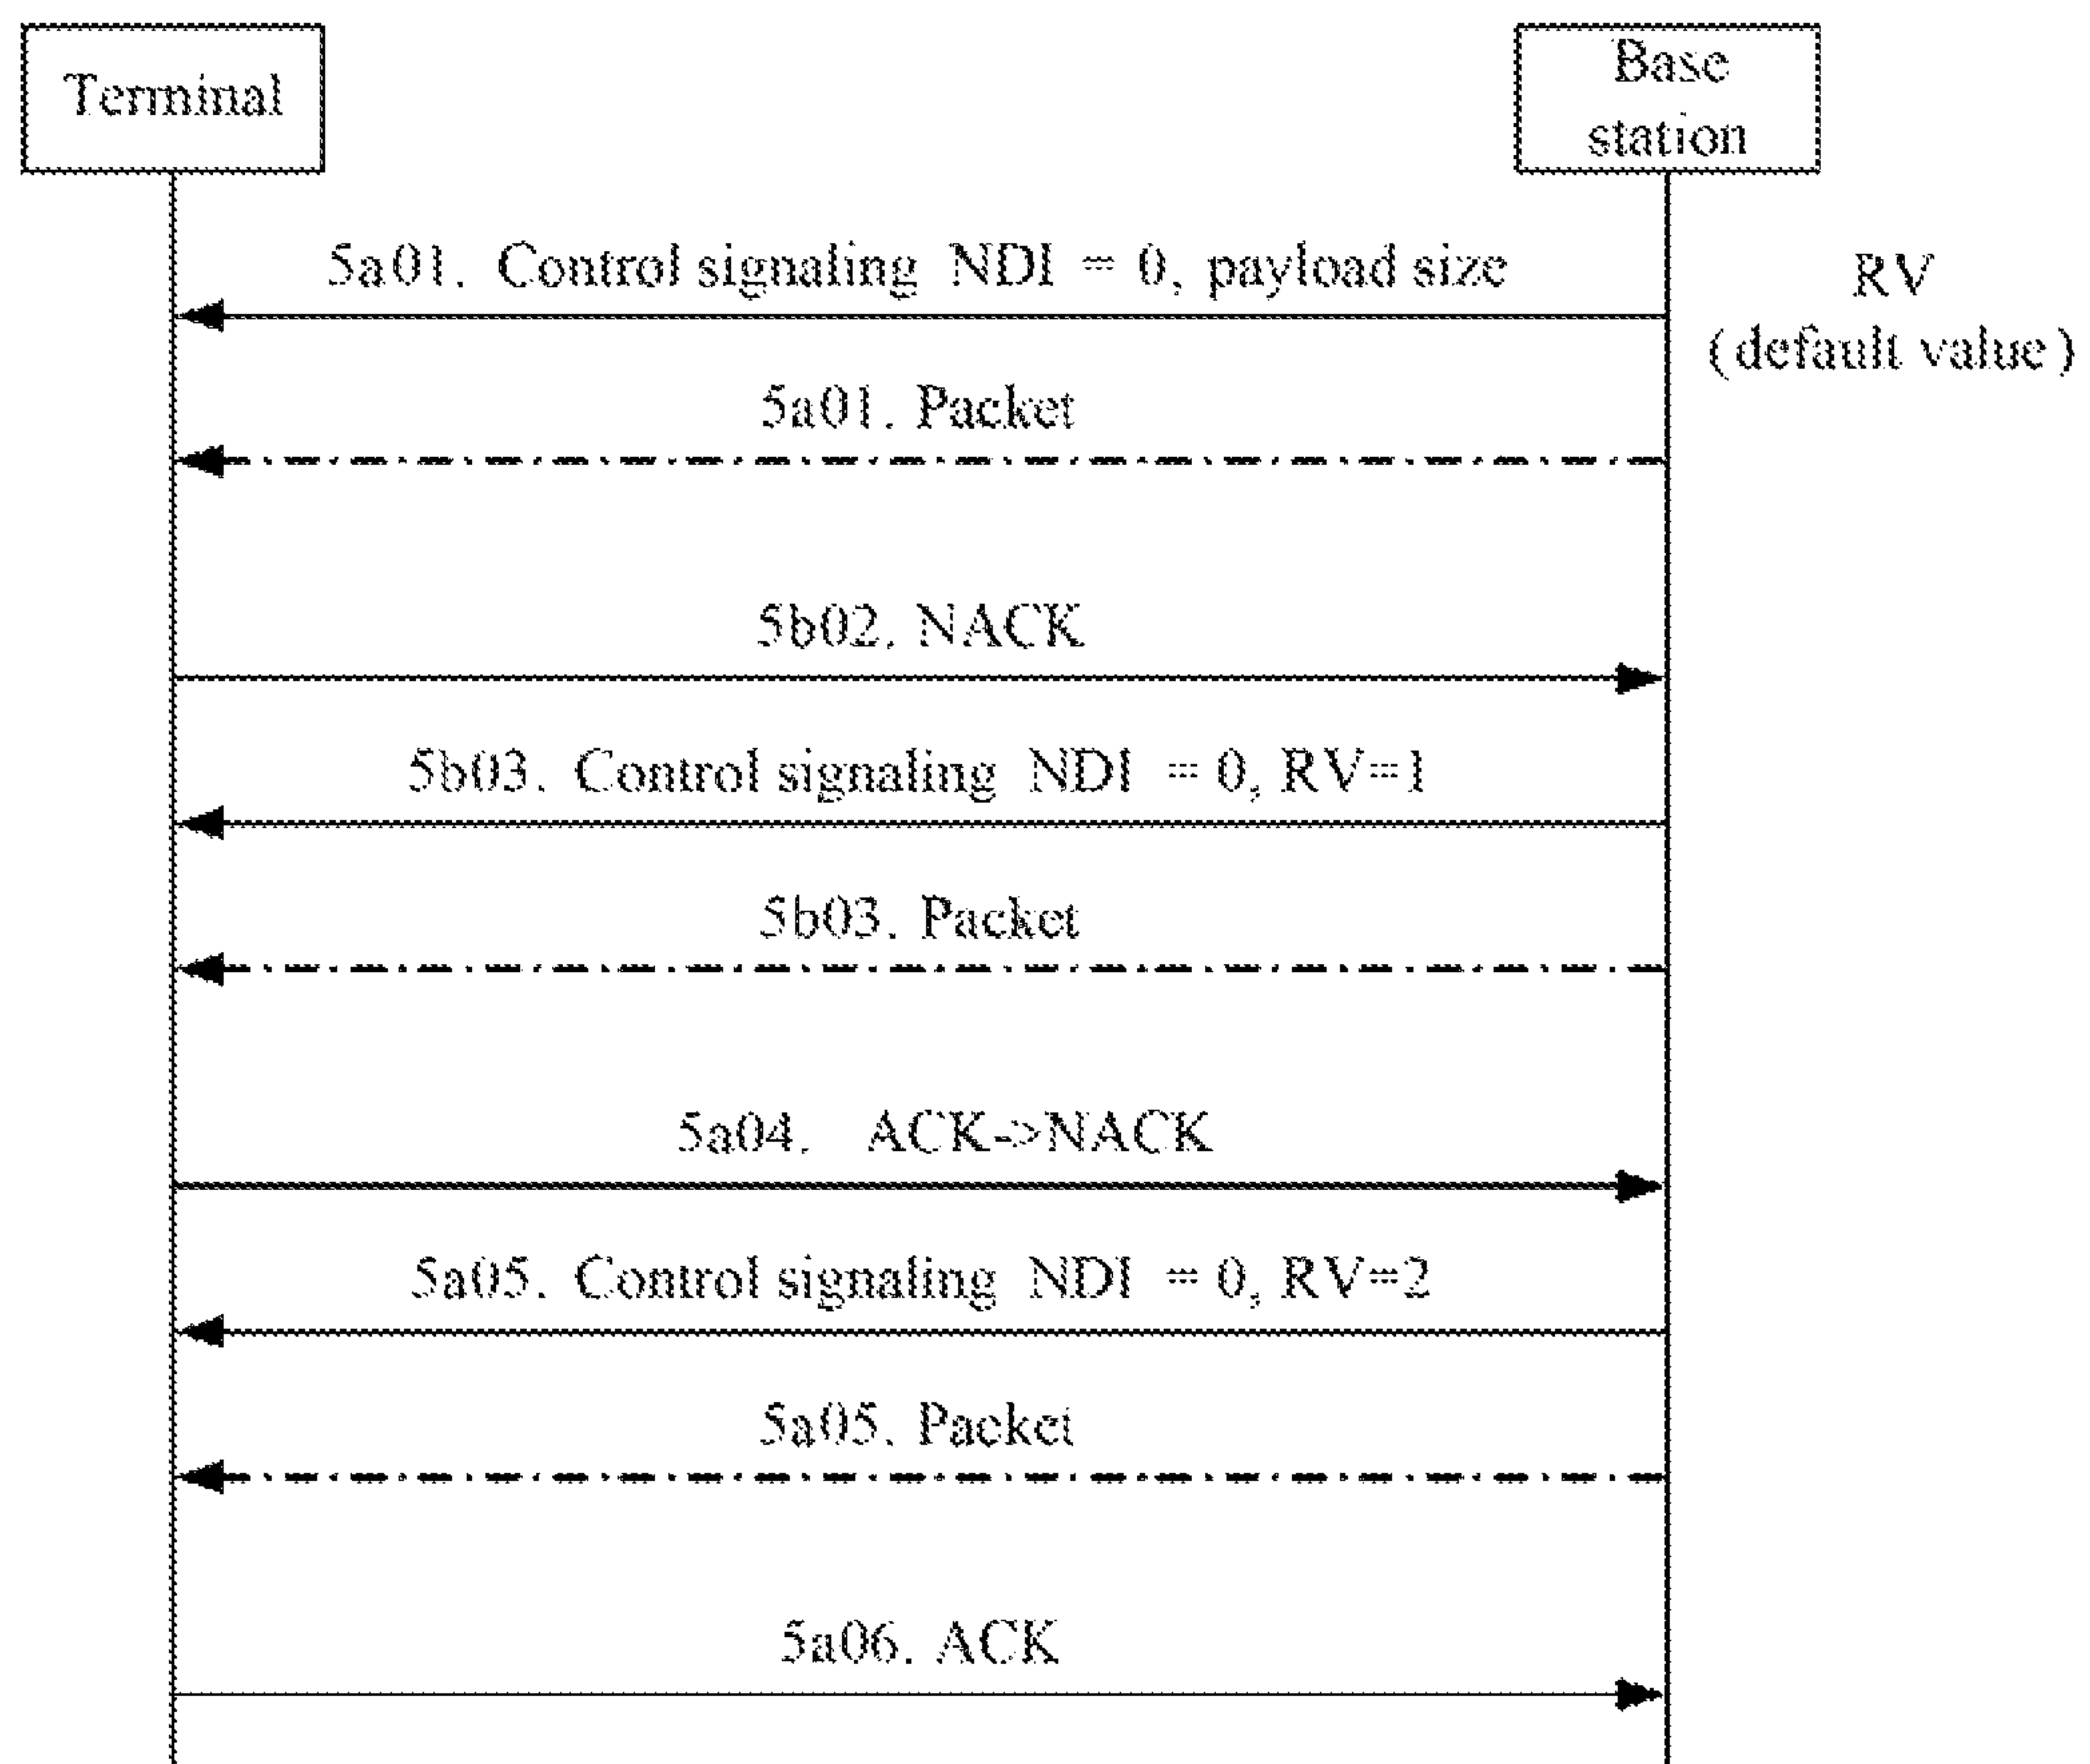 Terminal
Base
station
5a01. Control signaling NDI = 0, payload size
RV
(default value)
5a01. Packet
5b02. NACK
5b03. Control signaling NDI = 0, RV=1
5b03. Packet
5a04. ACK->NACK
5a05. Control signaling NDI = 0, RV=2
5a05. Packet
5a06. ACK